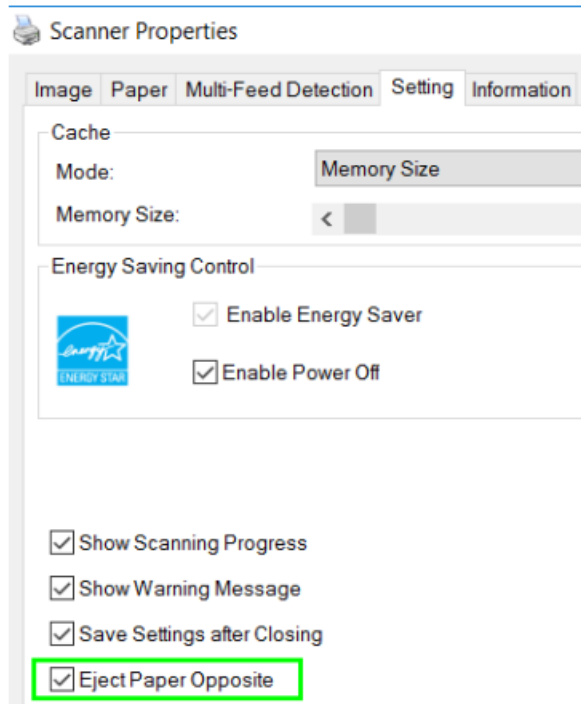 Scanner Properties
Image Paper Multi-Feed Detection Setting Information
Cache
Mode: Memory Size
Memory Size:
Energy Saving Control
Enable Energy Saver
energy
ENERGY STAR
Enable Power Off
Show Scanning Progress
Show Warning Message
Save Settings after Closing
Eject Paper Opposite